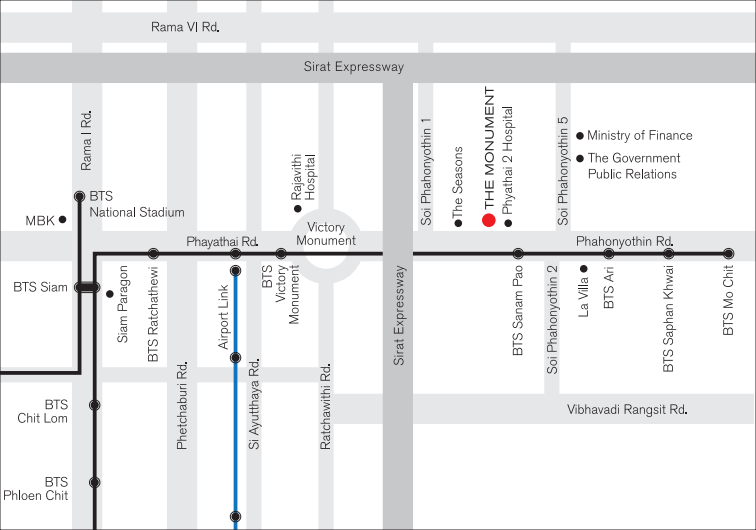 Rama VI Rd.
Sirat Expressway
Rama I Rd.
Soi Phahonyothin 1
The Seasons
THE MONUMENT
Phyathai 2 Hospital
Soi Phahonyothin 5
Ministry of Finance
The Government
Public Relations
Rajavithi
Hospital
BTS
National Stadium
MBK
Victory
Monument
Phayathai Rd.
Phahonyothin Rd.
BTS Siam
Siam Paragon
BTS Ratchathewi
Airport Link
BTS
Victory
Monument
Sirat Expressway
BTS Sanam Pao
Soi Phahonyothin 2
La Villa
BTS Ari
BTS Saphan Khwai
BTS Mo Chit
Phetchaburi Rd.
Si Ayutthaya Rd.
Ratchawithi Rd.
BTS
Chit Lom
Vibhavadi Rangsit Rd.
BTS
Phloen Chit